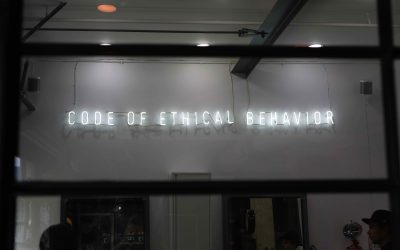 CODE OF ETHICAL BEHAVIOR